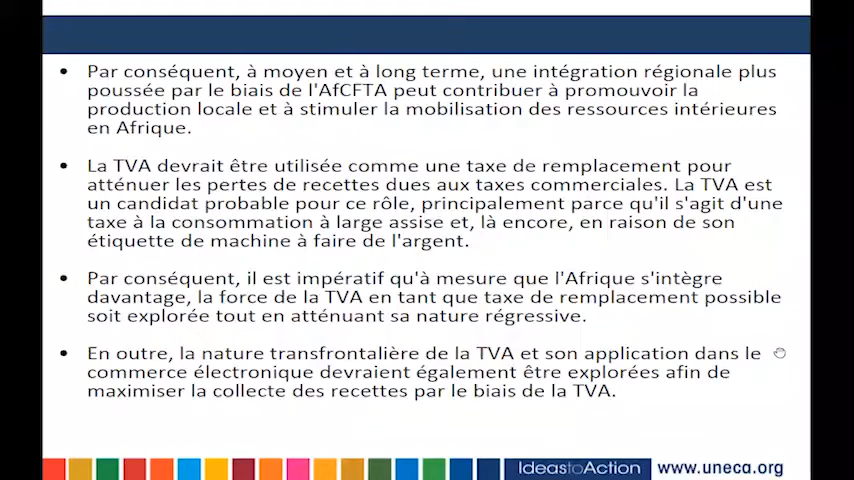 • Par conséquent, à moyen et à long terme, une intégration régionale plus
poussée par le biais de l'AfCFTA peut contribuer à promouvoir la
production locale et à stimuler la mobilisation des ressources intérieures
en Afrique.
• La TVA devrait être utilisée comme une taxe de remplacement pour
atténuer les pertes de recettes dues aux taxes commerciales. La TVA est
un candidat probable pour ce rôle, principalement parce qu'il s'agit d'une
taxe à la consommation à large assise et, là encore, en raison de son
étiquette de machine à faire de l'argent.
• Par conséquent, il est impératif qu'à mesure que l'Afrique s'intègre
davantage, la force de la TVA en tant que taxe de remplacement possible
soit explorée tout en atténuant sa nature régressive.
• En outre, la nature transfrontalière de la TVA et son application dans le
commerce électronique devraient également être explorées afin de
maximiser la collecte des recettes par le biais de la TVA.
IdeastoAction www.uneca.org